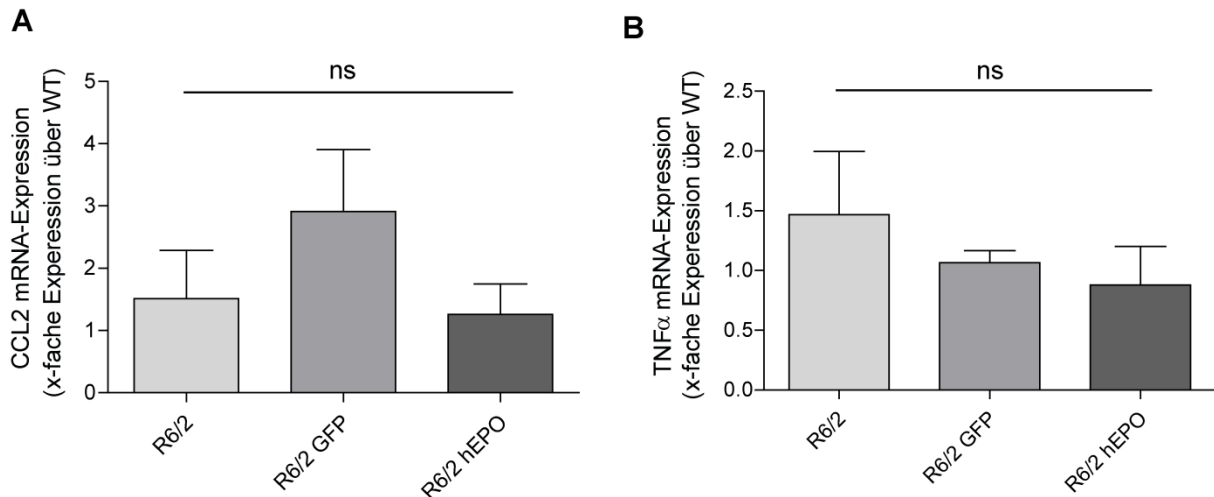 A
CCL2 mRNA-Expression
(x-fache Experession über WT)
5
4
3
2
1
0
ns
R6/2
R6/2 GFP
R6/2 hEPO
B
TNFα mRNA-Expression
(x-fache Experession über WT)
2.5
2.0
1.5
1.0
0.5
0.0
ns
R6/2
R6/2 GFP
R6/2 hEPO